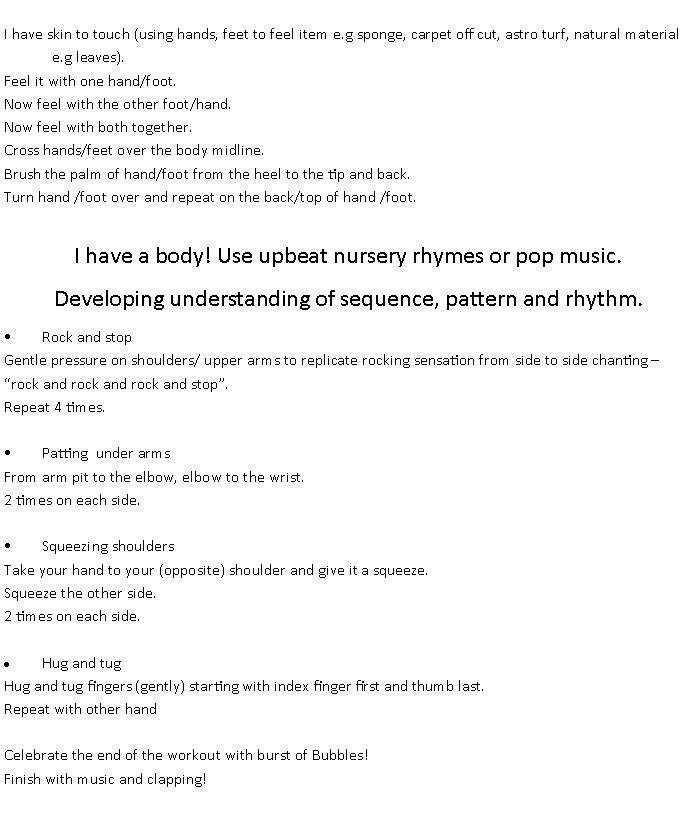 I have skin to touch (using hands, feet to feel item e.g sponge, carpet off cut, astro turf, natural material
e.g leaves).
Feel it with one hand/foot.
Now feel with the other foot/hand.
Now feel with both together.
Cross hands/feet over the body midline.
Brush the palm of hand/foot from the heel to the tip and back.
Turn hand /foot over and repeat on the back/top of hand /foot.
I have a body! Use upbeat nursery rhymes or pop music.
Developing understanding of sequence, pattern and rhythm.
• Rock and stop
Gentle pressure on shoulders/ upper arms to replicate rocking sensation from side to side chanting –
“rock and rock and rock and stop”.
Repeat 4 times.
• Patting  under arms
From arm pit to the elbow, elbow to the wrist.
2 times on each side.
• Squeezing shoulders
Take your hand to your (opposite) shoulder and give it a squeeze.
Squeeze the other side.
2 times on each side.
• Hug and tug
Hug and tug fingers (gently) starting with index finger first and thumb last.
Repeat with other hand
Celebrate the end of the workout with burst of Bubbles!
Finish with music and clapping!